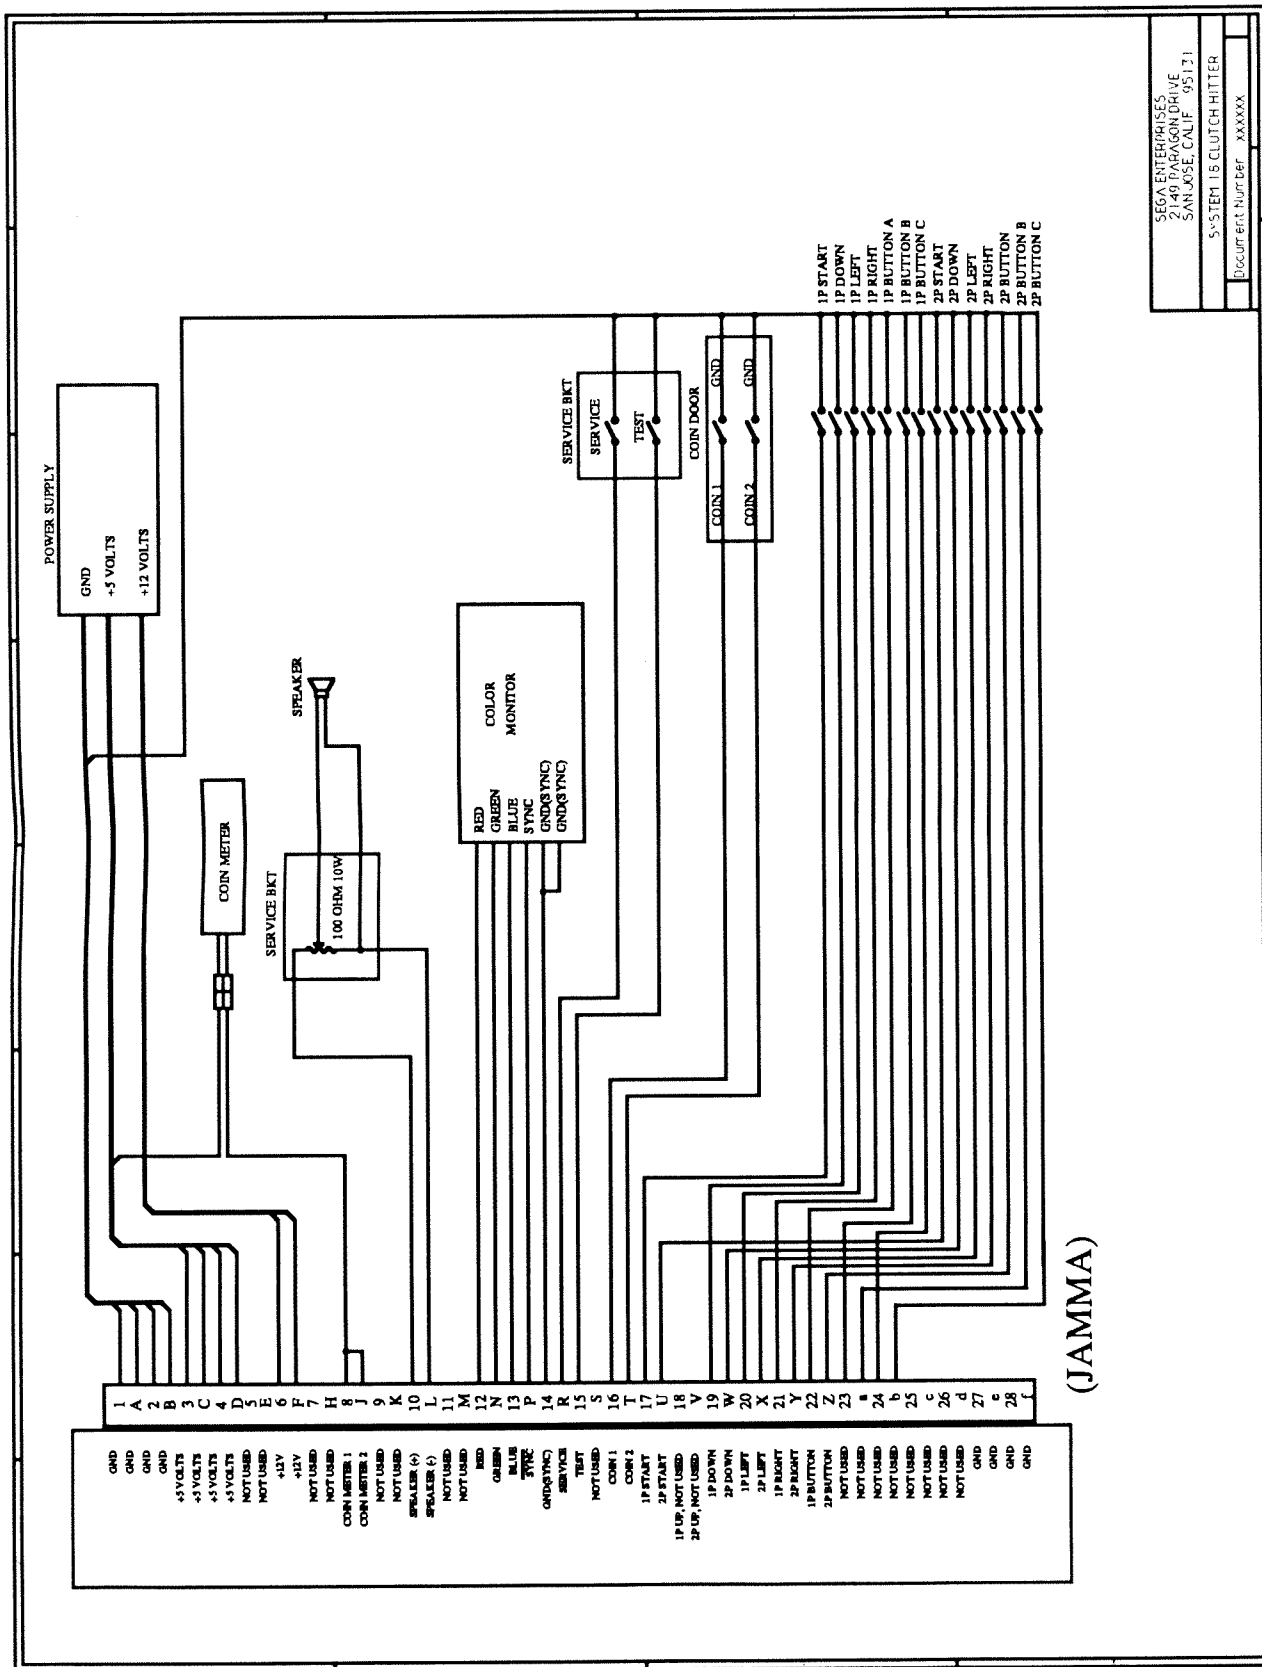 SEGA ENTERPRISES
2149 PARAGON DRIVE
SAN JOSE, CALIF 95131
SYSTEM 18 CLUTCH HITTER
Document Number XXXXXX
POWER SUPPLY
GND
+5 VOLTS
+12 VOLTS
COIN METER
SPEAKER
SERVICE BKT
100 OHM 10W
COLOR
MONITOR
RED
GREEN
BLUE
SYNC
GND(SYNC)
GND(SYNC)
SERVICE BKT
SERVICE
TEST
COIN DOOR
COIN 1
GND
COIN 2
GND
1P START
1P DOWN
1P LEFT
1P RIGHT
1P BUTTON A
1P BUTTON B
1P BUTTON C
2P START
2P DOWN
2P LEFT
2P RIGHT
2P BUTTON
2P BUTTON B
2P BUTTON C
GND 1
GND A
GND 2
GND B
+5 VOLTS 3
+5 VOLTS C
+5 VOLTS 4
+5 VOLTS D
NOT USED 5
NOT USED E
+12V 6
+12V F
NOT USED 7
NOT USED H
COIN METER 1 8
COIN METER 2 J
NOT USED 9
NOT USED K
SPEAKER (+) 10
SPEAKER (-) L
NOT USED 11
NOT USED M
RED 12
GREEN N
BLUE 13
SYNC P
GND(SYNC) 14
SERVICE R
TEST 15
NOT USED S
COIN 1 16
COIN 2 T
1P START 17
2P START U
1P UP, NOT USED 18
2P UP, NOT USED V
1P DOWN 19
2P DOWN W
1P LEFT 20
2P LEFT X
1P RIGHT 21
2P RIGHT Y
1P BUTTON 22
2P BUTTON Z
NOT USED 23
NOT USED a
NOT USED 24
NOT USED b
NOT USED 25
NOT USED c
NOT USED 26
NOT USED d
GND 27
GND e
GND 28
GND f
(JAMMA)